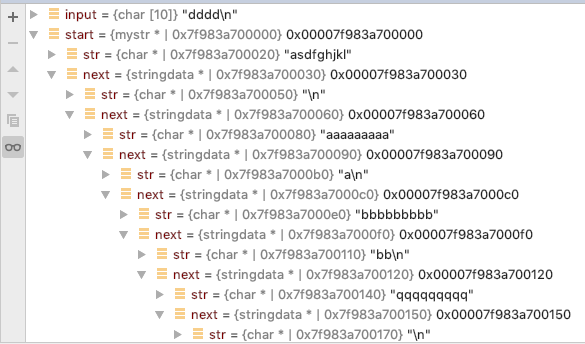 input = {char [10]} "dddd\n"
start = {mystr * | 0x7f983a700000} 0x00007f983a700000
str = {char * | 0x7f983a700020} "asdfghjkl"
next = {stringdata * | 0x7f983a700030} 0x00007f983a700030
str = {char * | 0x7f983a700050} "\n"
next = {stringdata * | 0x7f983a700060} 0x00007f983a700060
str = {char * | 0x7f983a700080} "aaaaaaaaa"
next = {stringdata * | 0x7f983a700090} 0x00007f983a700090
str = {char * | 0x7f983a7000b0} "a\n"
next = {stringdata * | 0x7f983a7000c0} 0x00007f983a7000c0
str = {char * | 0x7f983a7000e0} "bbbbbbbbb"
next = {stringdata * | 0x7f983a7000f0} 0x00007f983a7000f0
str = {char * | 0x7f983a700110} "bb\n"
next = {stringdata * | 0x7f983a700120} 0x00007f983a700120
str = {char * | 0x7f983a700140} "qqqqqqqqq"
next = {stringdata * | 0x7f983a700150} 0x00007f983a700150
str = {char * | 0x7f983a700170} "\n"